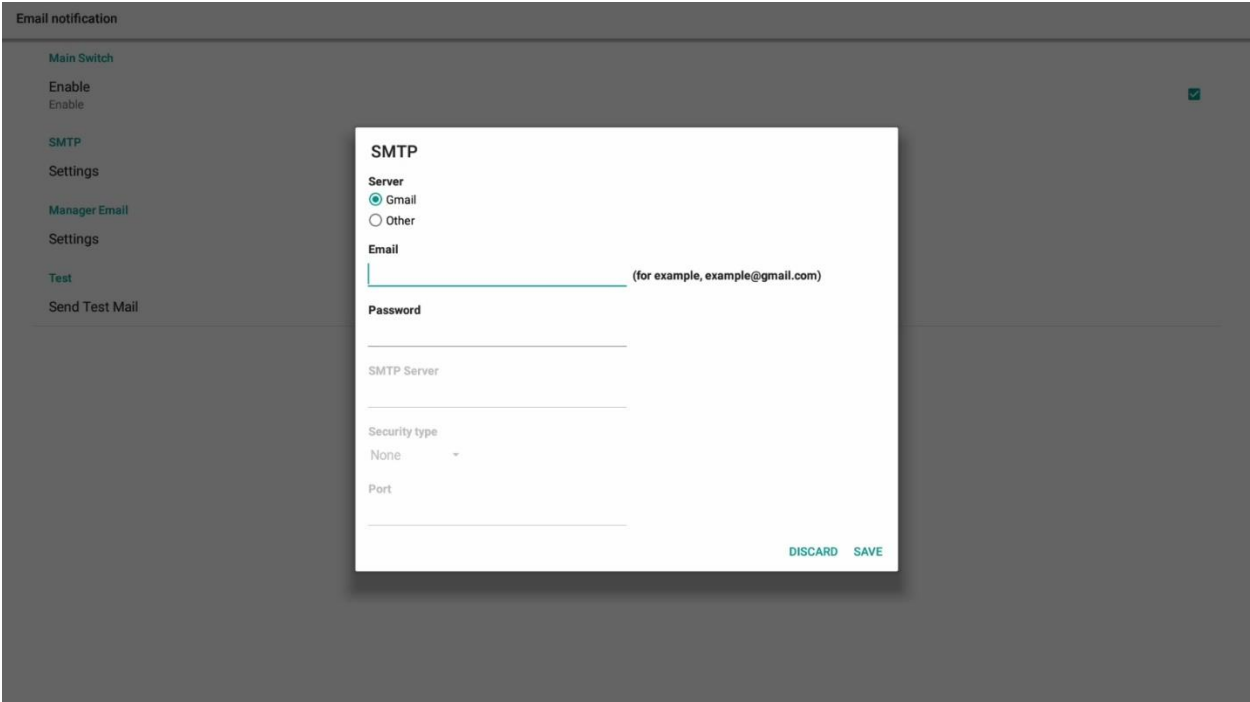 Email notification
Main Switch
Enable
Enable
SMTP
Settings
Manager Email
Settings
Test
Send Test Mail
SMTP
Server
Gmail
Other
Email
(for example, example@gmail.com)
Password
SMTP Server
Security type
None
Port
DISCARD SAVE